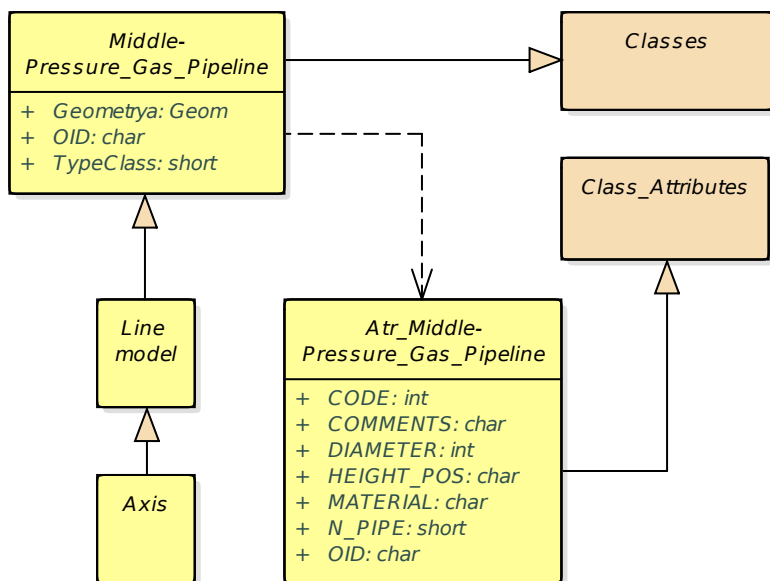 Middle-
Pressure_Gas_Pipeline
+ Geometrya: Geom
+ OID: char
+ TypeClass: short
Classes
Class_Attributes
Line
model
Axis
Atr_Middle-
Pressure_Gas_Pipeline
+ CODE: int
+ COMMENTS: char
+ DIAMETER: int
+ HEIGHT_POS: char
+ MATERIAL: char
+ N_PIPE: short
+ OID: char